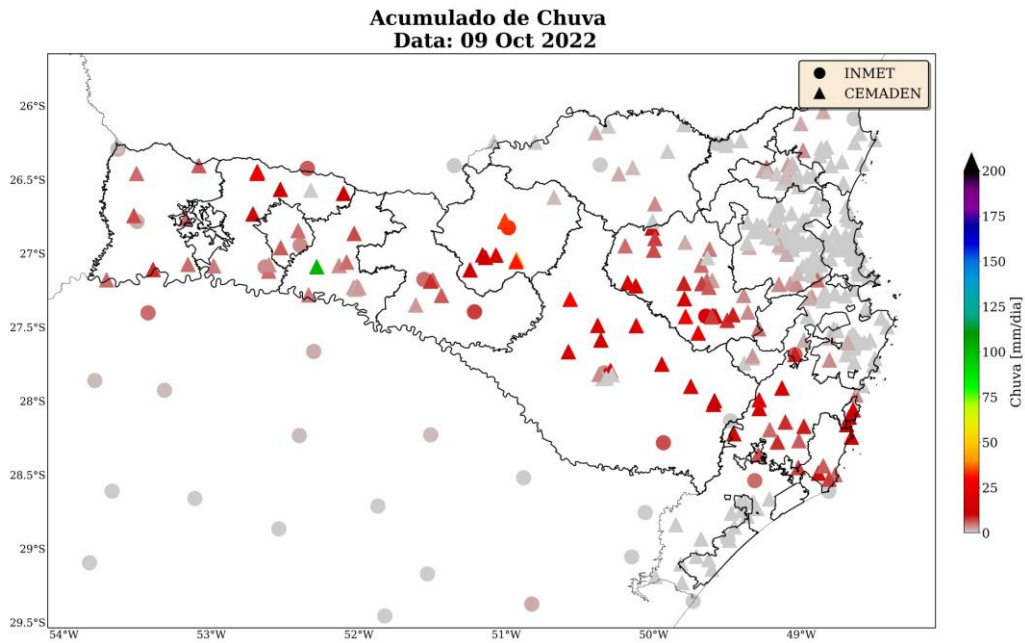 Acumulado de Chuva
Data: 09 Oct 2022
INMET
CEMADEN
26°S
26.5°S
27°S
27.5°S
28°S
28.5°S
29°S
29.5°S
54°W
53°W
52°W
51°W
50°W
49°W
200
175
150
125
100
75
50
25
0
Chuva [mm/dia]